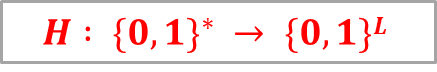 H : {0,1}* → {0,1}ᴸ